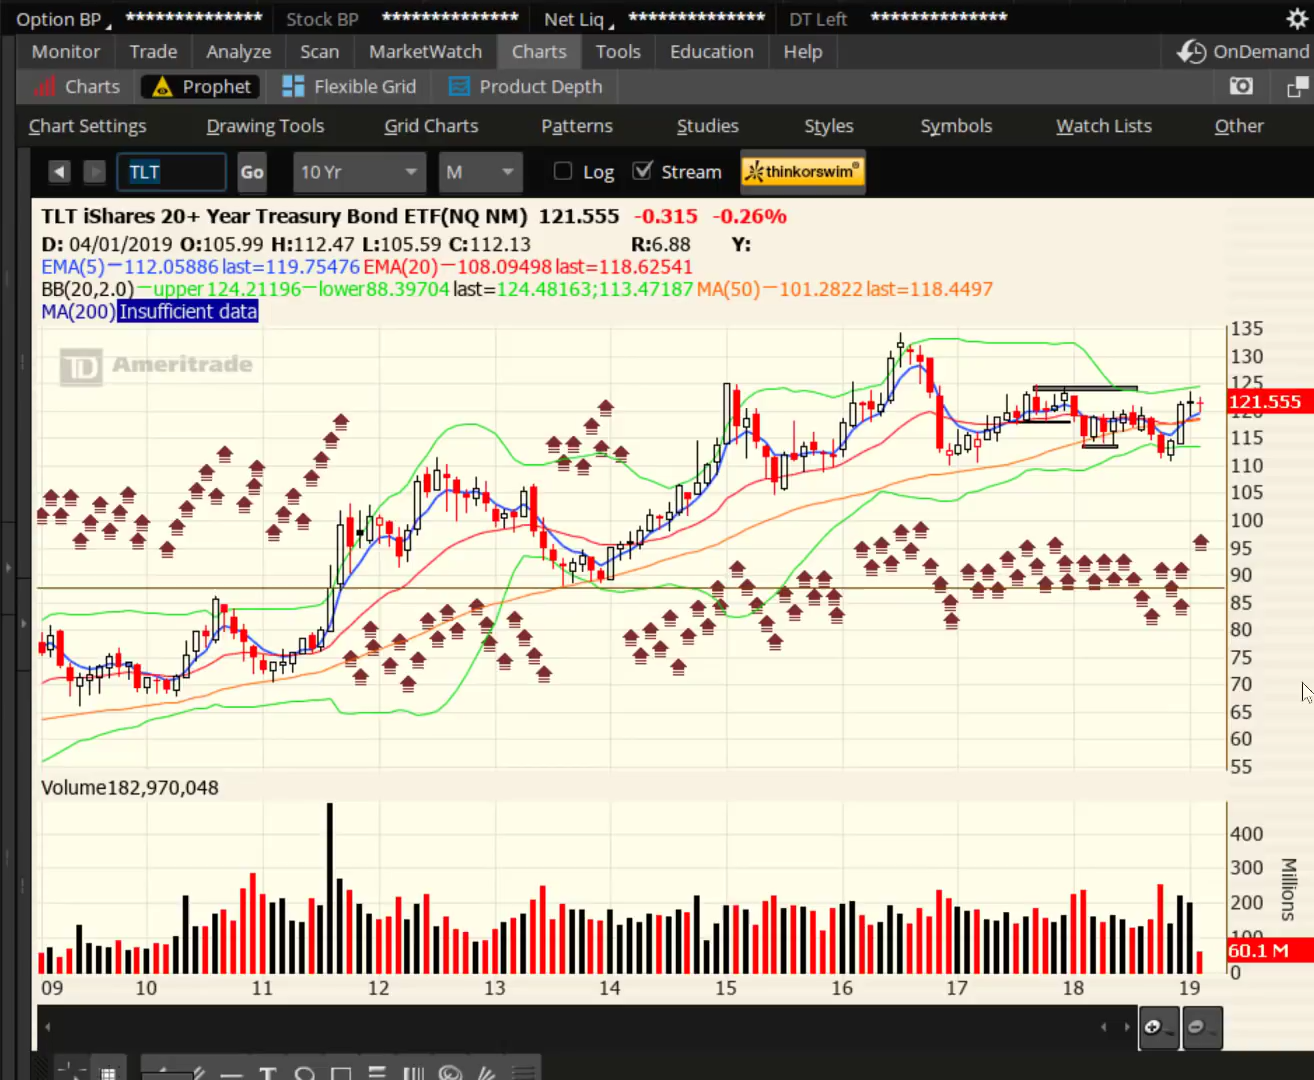 Option BP ************** Stock BP ************** Net Liq ************** DT Left **************
Monitor Trade Analyze Scan MarketWatch Charts Tools Education Help OnDemand
Charts Prophet Flexible Grid Product Depth
Chart Settings Drawing Tools Grid Charts Patterns Studies Styles Symbols Watch Lists Other
TLT Go 10 Yr M Log Stream thinkorswim®
TLT iShares 20+ Year Treasury Bond ETF(NQ NM) 121.555 -0.315 -0.26%
D: 04/01/2019 O:105.99 H:112.47 L:105.59 C:112.13 R:6.88 Y:
EMA(5)—112.05886 last=119.75476 EMA(20)—108.09498 last=118.62541
BB(20,2.0)—upper124.21196—lower88.39704 last=124.48163;113.47187 MA(50)—101.2822 last=118.4497
MA(200) Insufficient data
TD Ameritrade
135
130
125
121.555
120
115
110
105
100
95
90
85
80
75
70
65
60
55
Volume182,970,048
400
300
200
100
60.1 M
0
Millions
09 10 11 12 13 14 15 16 17 18 19
T